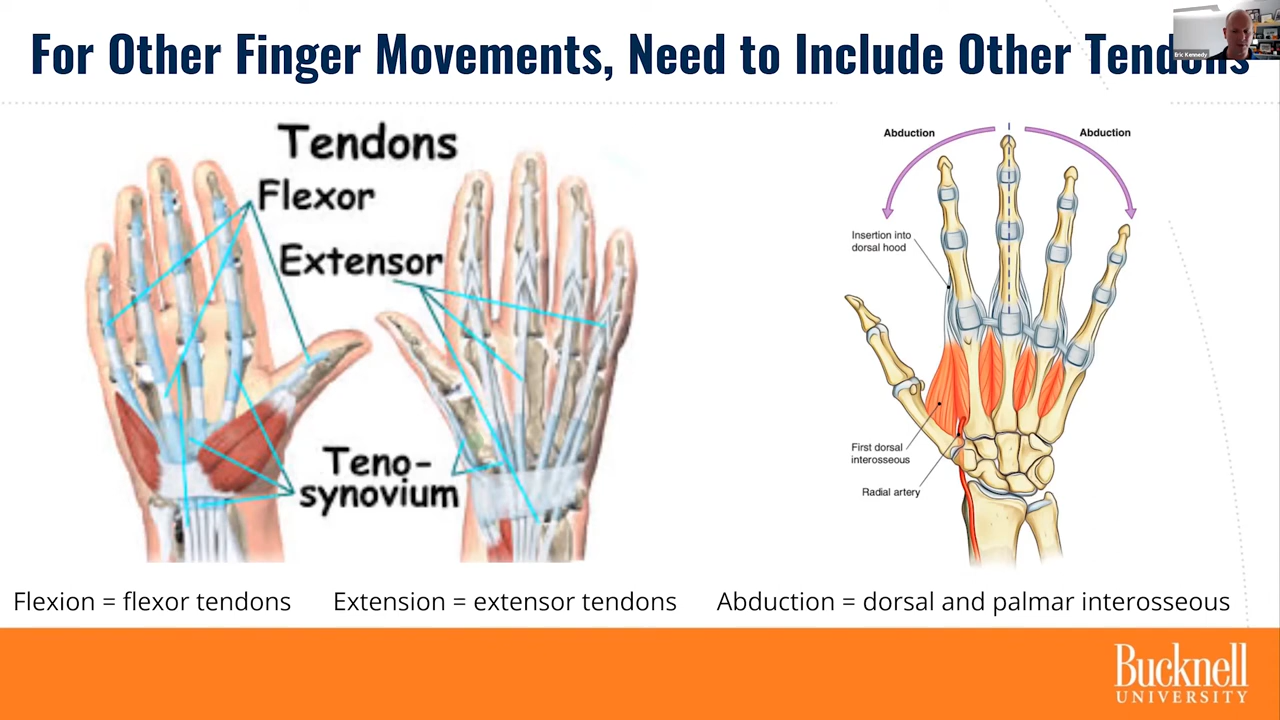 For Other Finger Movements, Need to Include Other Tendons
Eric Kennedy
Tendons
Flexor
Extensor
Teno-
synovium
Abduction
Abduction
Insertion into
dorsal hood
First dorsal
interosseous
Radial artery
Flexion = flexor tendons
Extension = extensor tendons
Abduction = dorsal and palmar interosseous
Bucknell
UNIVERSITY